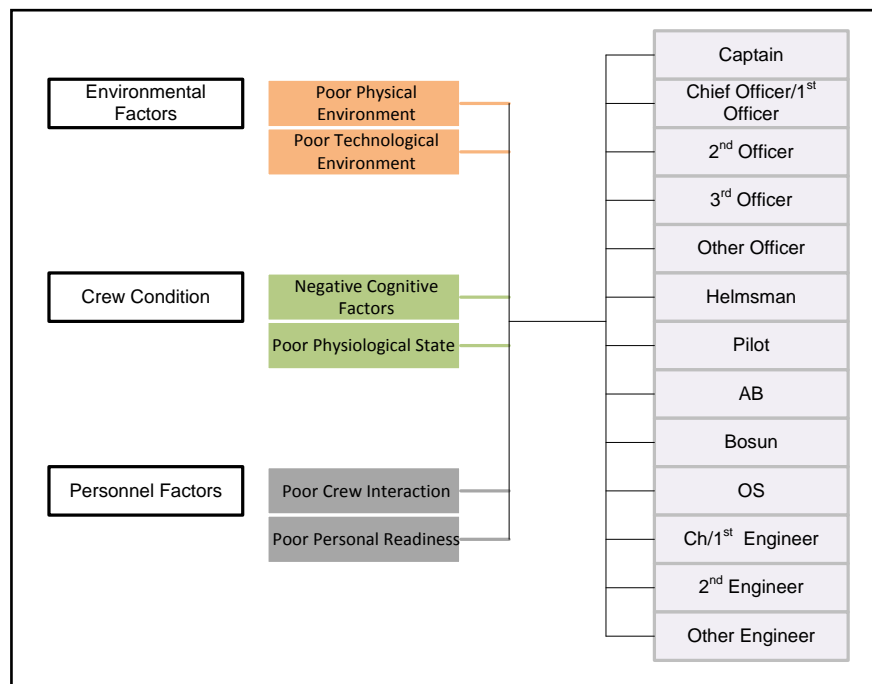 Environmental
Factors
Poor Physical
Environment
Poor Technological
Environment
Crew Condition
Negative Cognitive
Factors
Poor Physiological State
Personnel Factors
Poor Crew Interaction
Poor Personal Readiness
Captain
Chief Officer/1st
Officer
2nd Officer
3rd Officer
Other Officer
Helmsman
Pilot
AB
Bosun
OS
Ch/1st Engineer
2nd Engineer
Other Engineer